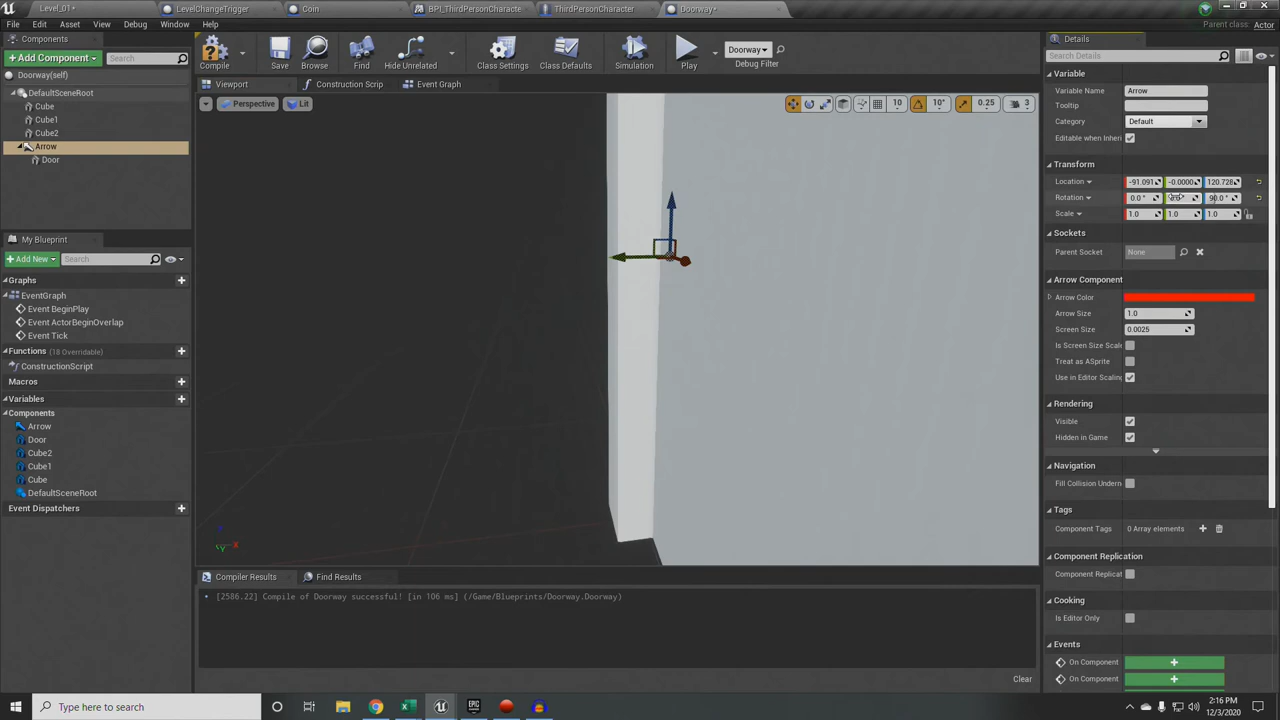 Level_01•
LevelChangeTrigger
Coin
BPI_ThirdPersonCharacte
ThirdPersonCharacter
Doorway•
File Edit Asset View Debug Window Help
Parent class: Actor
Components
Add Component
Search
Doorway(self)
DefaultSceneRoot
Cube
Cube1
Cube2
Arrow
Door
My Blueprint
Add New
Search
Graphs
EventGraph
Event BeginPlay
Event ActorBeginOverlap
Event Tick
Functions (18 Overridable)
ConstructionScript
Macros
Variables
Components
Arrow
Door
Cube2
Cube1
Cube
DefaultSceneRoot
Event Dispatchers
Compile
Save
Browse
Find
Hide Unrelated
Class Settings
Class Defaults
Simulation
Play
Doorway
Debug Filter
Viewport
Construction Script
Event Graph
Perspective
Lit
10
10°
0.25
3
X
Y
Compiler Results
Find Results
[2586.22] Compile of Doorway successful! [in 106 ms] (/Game/Blueprints/Doorway.Doorway)
Clear
Details
Search Details
Variable
Variable Name Arrow
Tooltip
Category Default
Editable when Inheri
Transform
Location -91.091 -0.0000 120.728
Rotation 0.0 ° 90.0 °
Scale 1.0 1.0 1.0
Sockets
Parent Socket None
Arrow Component
Arrow Color
Arrow Size 1.0
Screen Size 0.0025
Is Screen Size Scale
Treat as ASprite
Use in Editor Scaling
Rendering
Visible
Hidden in Game
Navigation
Fill Collision Undern
Tags
Component Tags 0 Array elements
Component Replication
Component Replicat
Cooking
Is Editor Only
Events
On Component
On Component
Type here to search
2:16 PM
12/3/2020